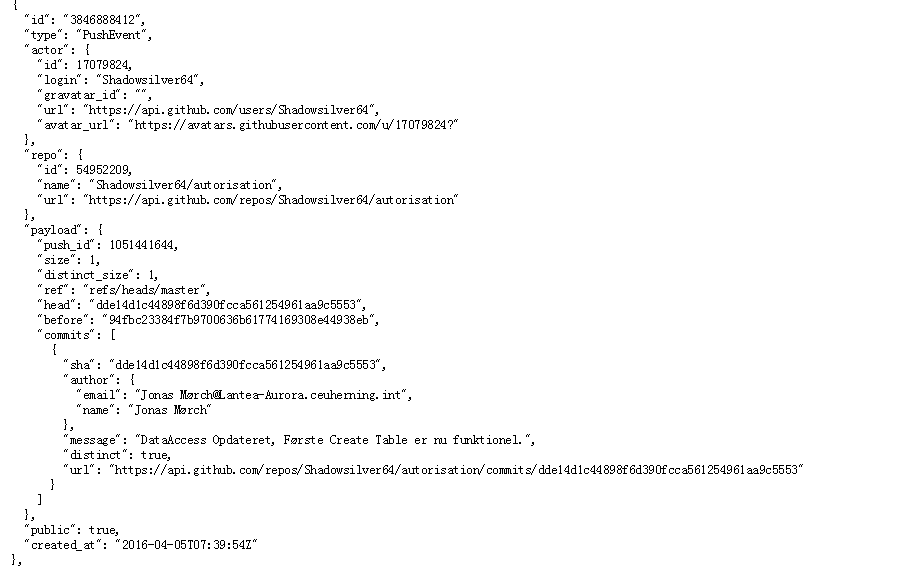 {
"id": "3846888412",
"type": "PushEvent",
"actor": {
"id": 17079824,
"login": "Shadowsilver64",
"gravatar_id": "",
"url": "https://api.github.com/users/Shadowsilver64",
"avatar_url": "https://avatars.githubusercontent.com/u/17079824?"
},
"repo": {
"id": 54952209,
"name": "Shadowsilver64/autorisation",
"url": "https://api.github.com/repos/Shadowsilver64/autorisation"
},
"payload": {
"push_id": 1051441644,
"size": 1,
"distinct_size": 1,
"ref": "refs/heads/master",
"head": "dde14d1c44898f6d390fcca561254961aa9c5553",
"before": "94fbc23384f7b9700636b61774169308e44938eb",
"commits": [
{
"sha": "dde14d1c44898f6d390fcca561254961aa9c5553",
"author": {
"email": "Jonas Mørch@Lantea-Aurora.ceuherning.int",
"name": "Jonas Mørch"
},
"message": "DataAccess Opdateret, Første Create Table er nu funktionel.",
"distinct": true,
"url": "https://api.github.com/repos/Shadowsilver64/autorisation/commits/dde14d1c44898f6d390fcca561254961aa9c5553"
}
]
},
"public": true,
"created_at": "2016-04-05T07:39:54Z"
},